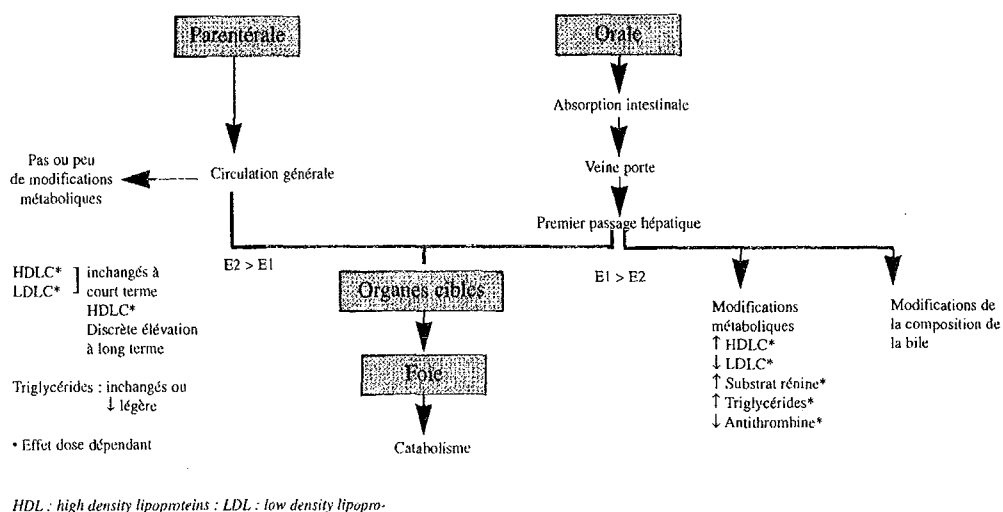 Parentérale
Orale
Absorption intestinale
Veine porte
Pas ou peu
de modifications
métaboliques
Circulation générale
Premier passage hépatique
E2 > E1
E1 > E2
HDLC*
LDLC*
inchangés à
court terme
HDLC*
Discrète élévation
à long terme
Triglycérides : inchangés ou
↓ légère
• Effet dose dépendant
Organes cibles
Foie
Catabolisme
Modifications
métaboliques
↑ HDLC*
↓ LDLC*
↑ Substrat rénine*
↑ Triglycérides*
↓ Antithrombine*
Modifications de
la composition de
la bile
HDL : high density lipoproteins : LDL : low density lipopro-